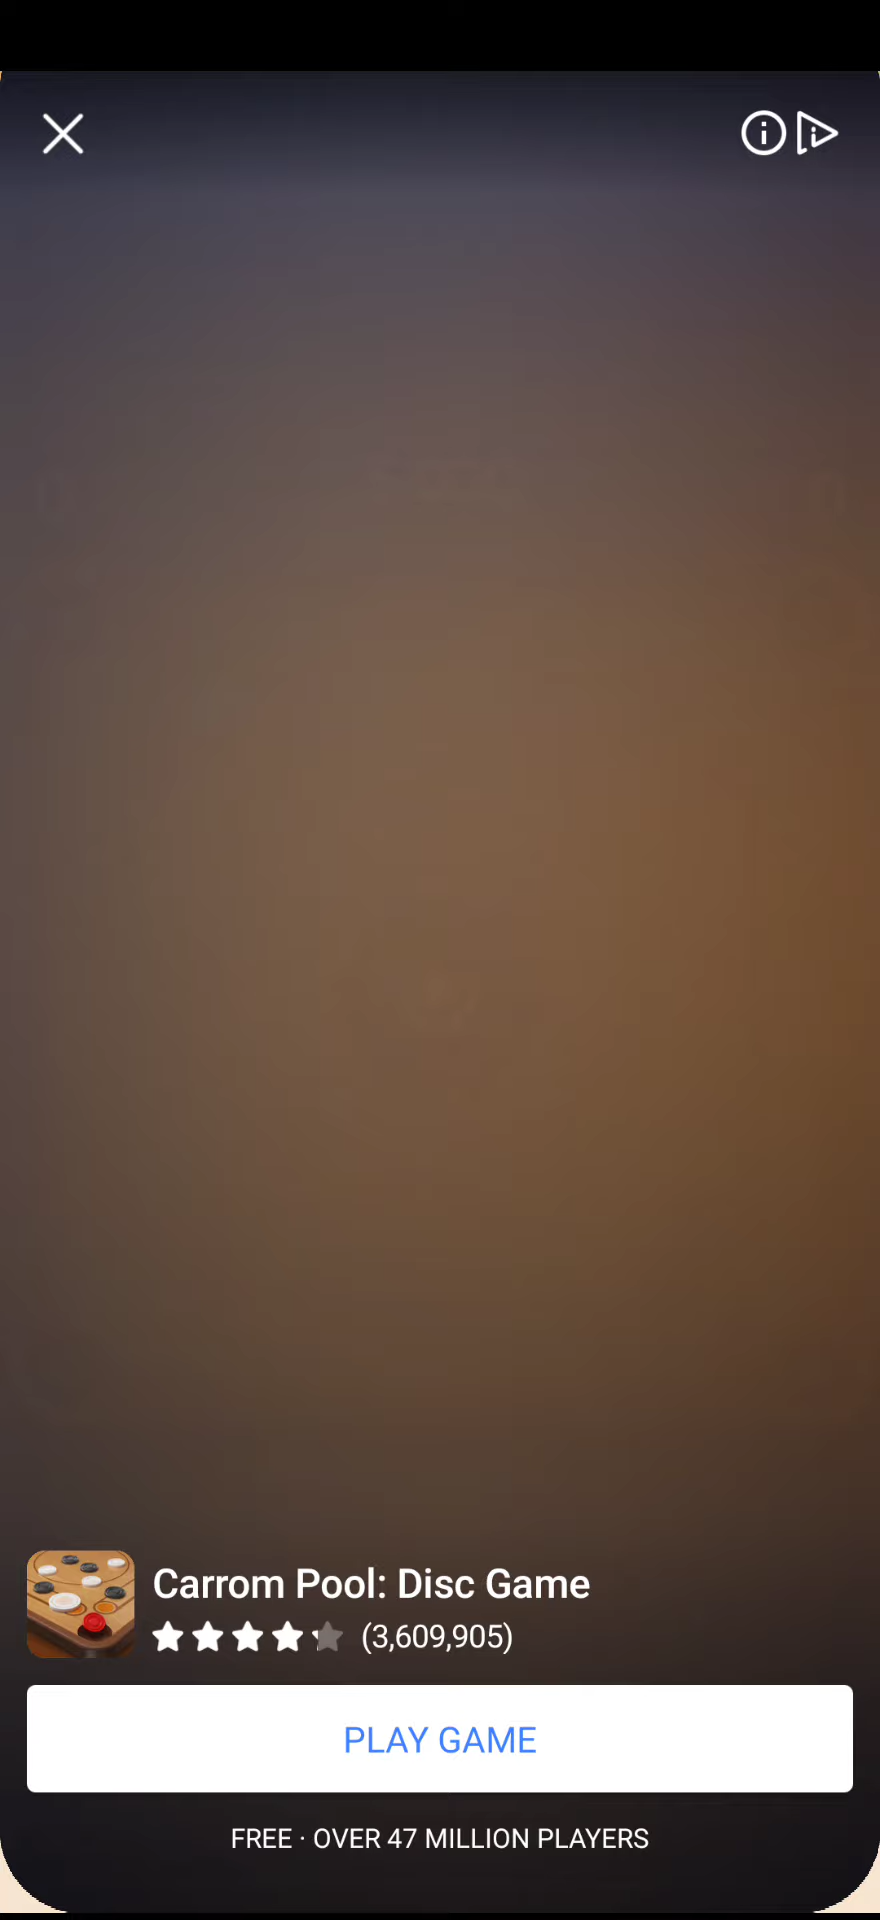 Carrom Pool: Disc Game
(3,609,905)
PLAY GAME
FREE · OVER 47 MILLION PLAYERS